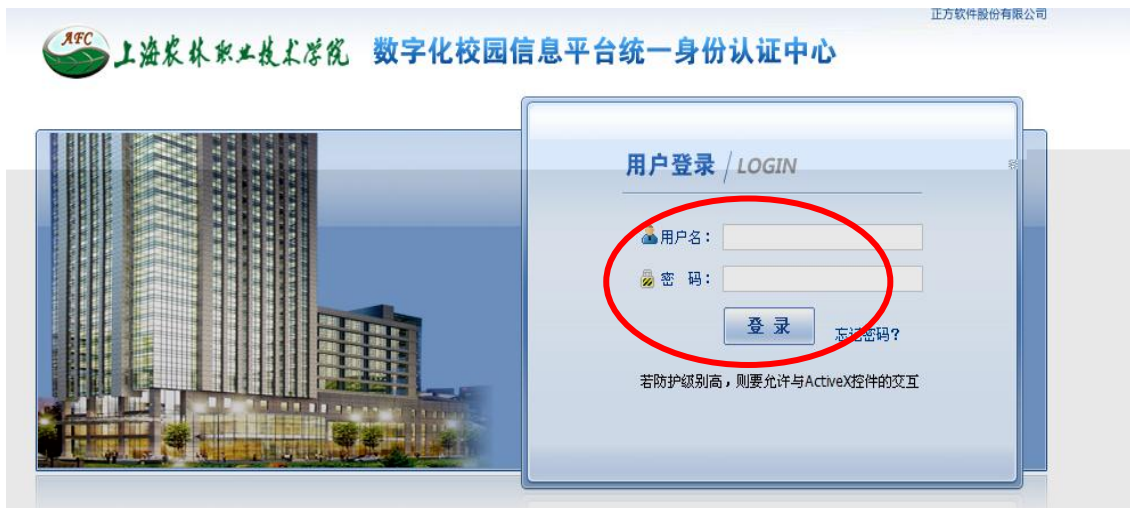 正方软件股份有限公司
AFC 上海农林职业技术学院 数字化校园信息平台统一身份认证中心
用户登录 / LOGIN
用户名：
密 码：
登 录 忘记密码?
若防护级别高，则要允许与ActiveX控件的交互